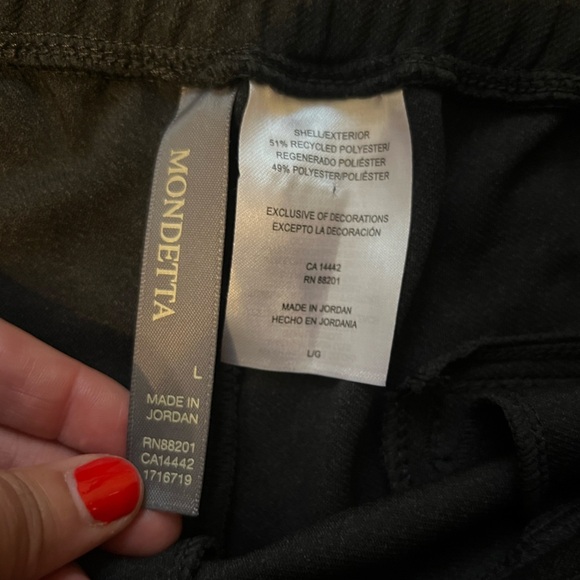 MONDETTA
L
MADE IN
JORDAN
RN88201
CA14442
1716719
SHELL/EXTERIOR
51% RECYCLED POLYESTER/
REGENERADO POLIÉSTER
49% POLYESTER/POLIÉSTER
EXCLUSIVE OF DECORATIONS
EXCEPTO LA DECORACIÓN
CA 14442
RN 88201
MADE IN JORDAN
HECHO EN JORDANIA
L/G